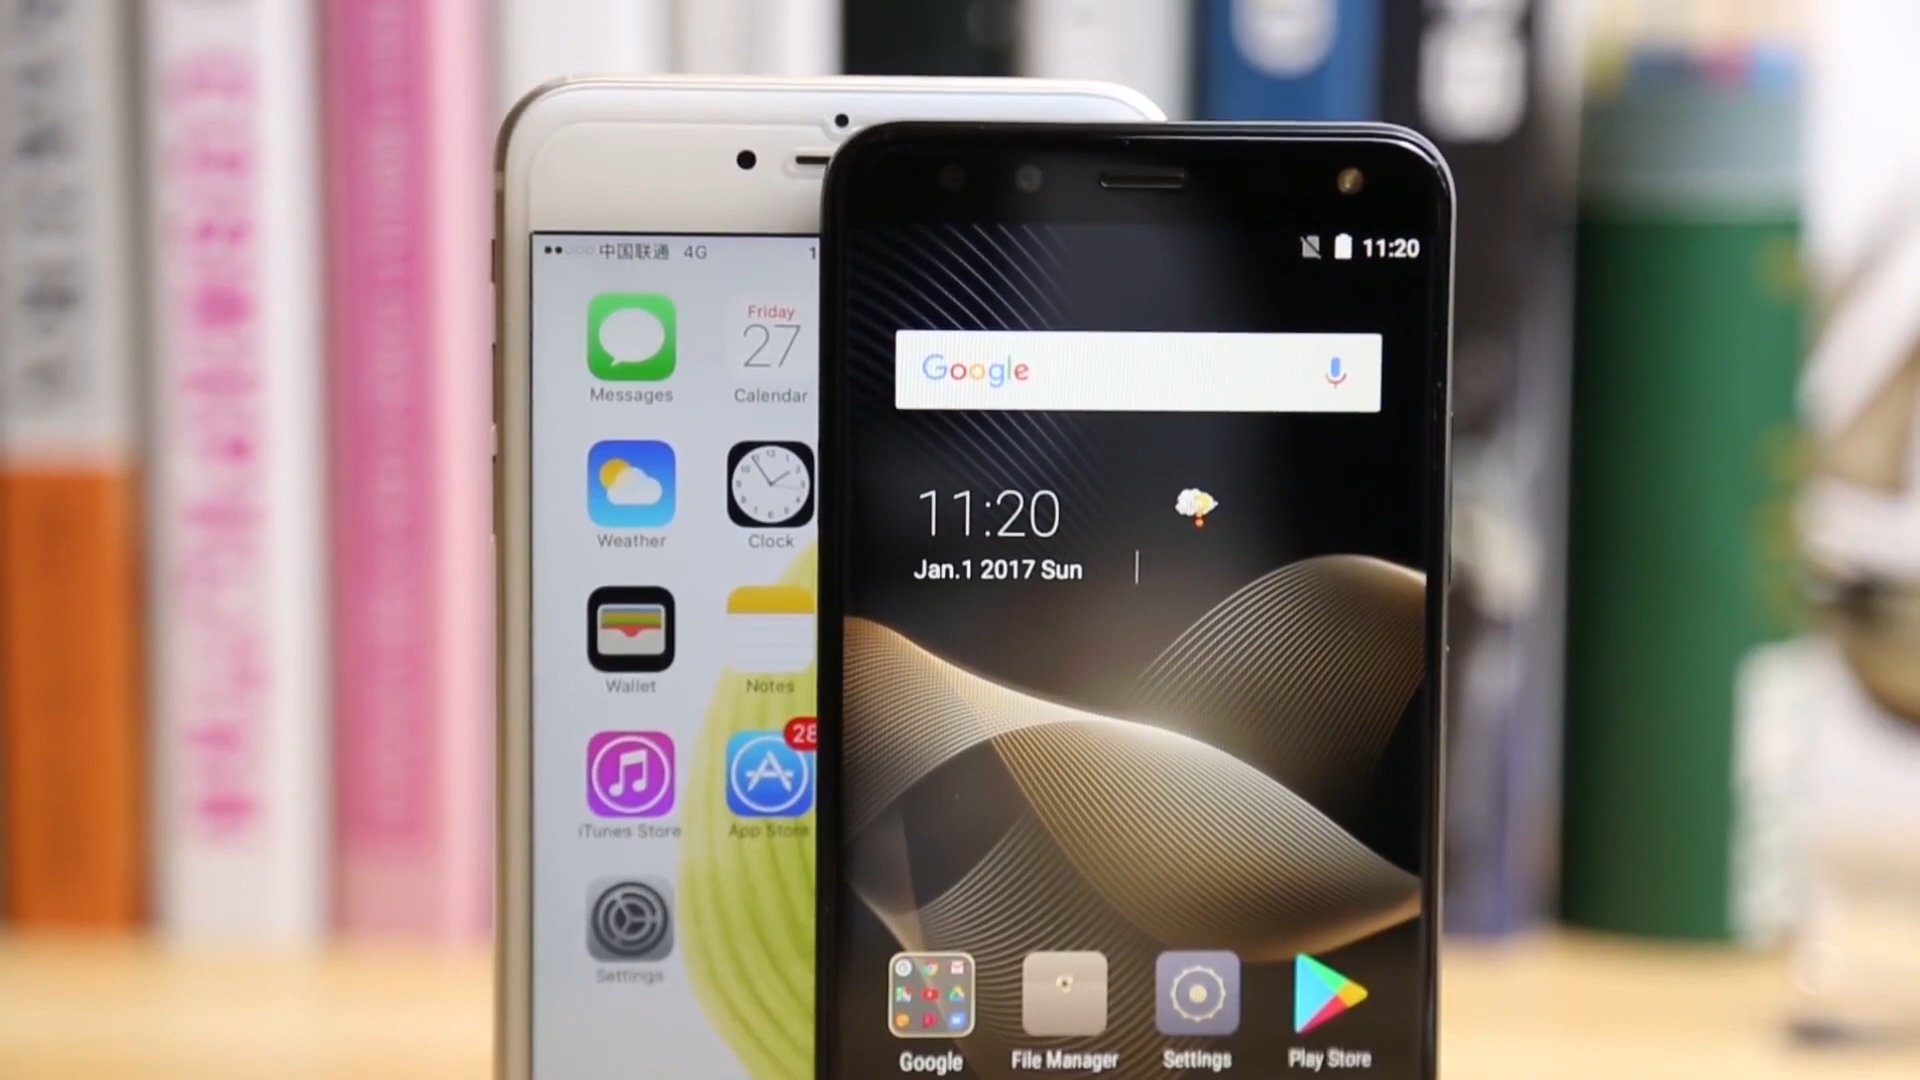 中国联通 4G 1
11:20
Friday
27
Messages
Calendar
Google
Weather
Clock
11:20
Jan.1 2017 Sun
Wallet
Notes
28
iTunes Store
App Store
Settings
Google
File Manager
Settings
Play Store